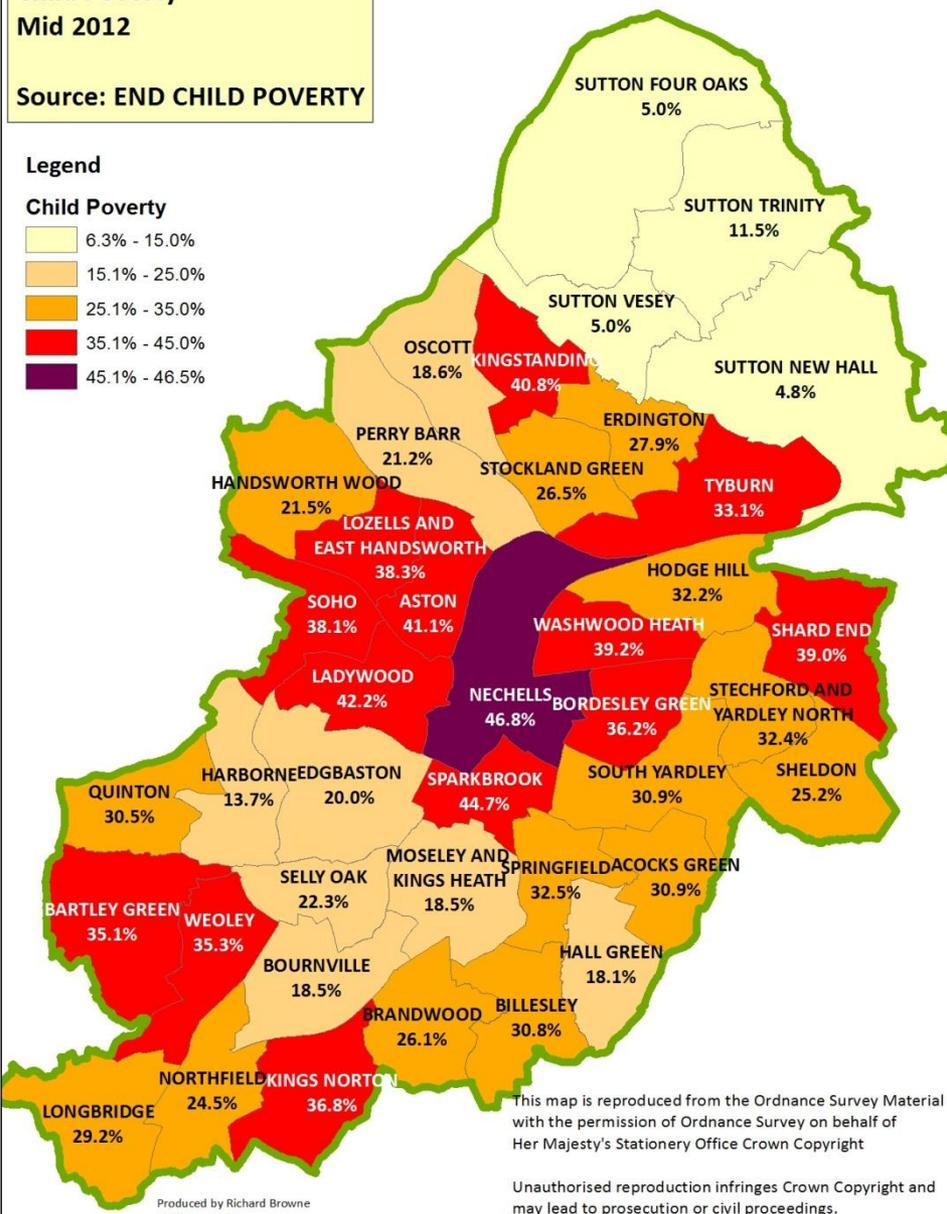 Mid 2012
Source: END CHILD POVERTY
Legend
Child Poverty
6.3% - 15.0%
15.1% - 25.0%
25.1% - 35.0%
35.1% - 45.0%
45.1% - 46.5%
SUTTON FOUR OAKS
5.0%
SUTTON TRINITY
11.5%
SUTTON VESEY
5.0%
SUTTON NEW HALL
4.8%
OSCOTT
18.6%
KINGSTANDING
40.8%
PERRY BARR
21.2%
ERDINGTON
27.9%
STOCKLAND GREEN
26.5%
HANDSWORTH WOOD
21.5%
TYBURN
33.1%
LOZELLS AND
EAST HANDSWORTH
38.3%
HODGE HILL
32.2%
SOHO
38.1%
ASTON
41.1%
WASHWOOD HEATH
39.2%
SHARD END
39.0%
LADYWOOD
42.2%
NECHELLS
46.8%
BORDESLEY GREEN
36.2%
STECHFORD AND
YARDLEY NORTH
32.4%
HARBORNE
13.7%
EDGBASTON
20.0%
SPARKBROOK
44.7%
SOUTH YARDLEY
30.9%
SHELDON
25.2%
QUINTON
30.5%
SELLY OAK
22.3%
MOSELEY AND
KINGS HEATH
18.5%
SPRINGFIELD
32.5%
ACOCKS GREEN
30.9%
BARTLEY GREEN
35.1%
WEOLEY
35.3%
BOURNVILLE
18.5%
HALL GREEN
18.1%
BRANDWOOD
26.1%
BILLESLEY
30.8%
NORTHFIELD
24.5%
KINGS NORTON
36.8%
LONGBRIDGE
29.2%
This map is reproduced from the Ordnance Survey Material
with the permission of Ordnance Survey on behalf of
Her Majesty's Stationery Office Crown Copyright
Unauthorised reproduction infringes Crown Copyright and
may lead to prosecution or civil proceedings.
Produced by Richard Browne